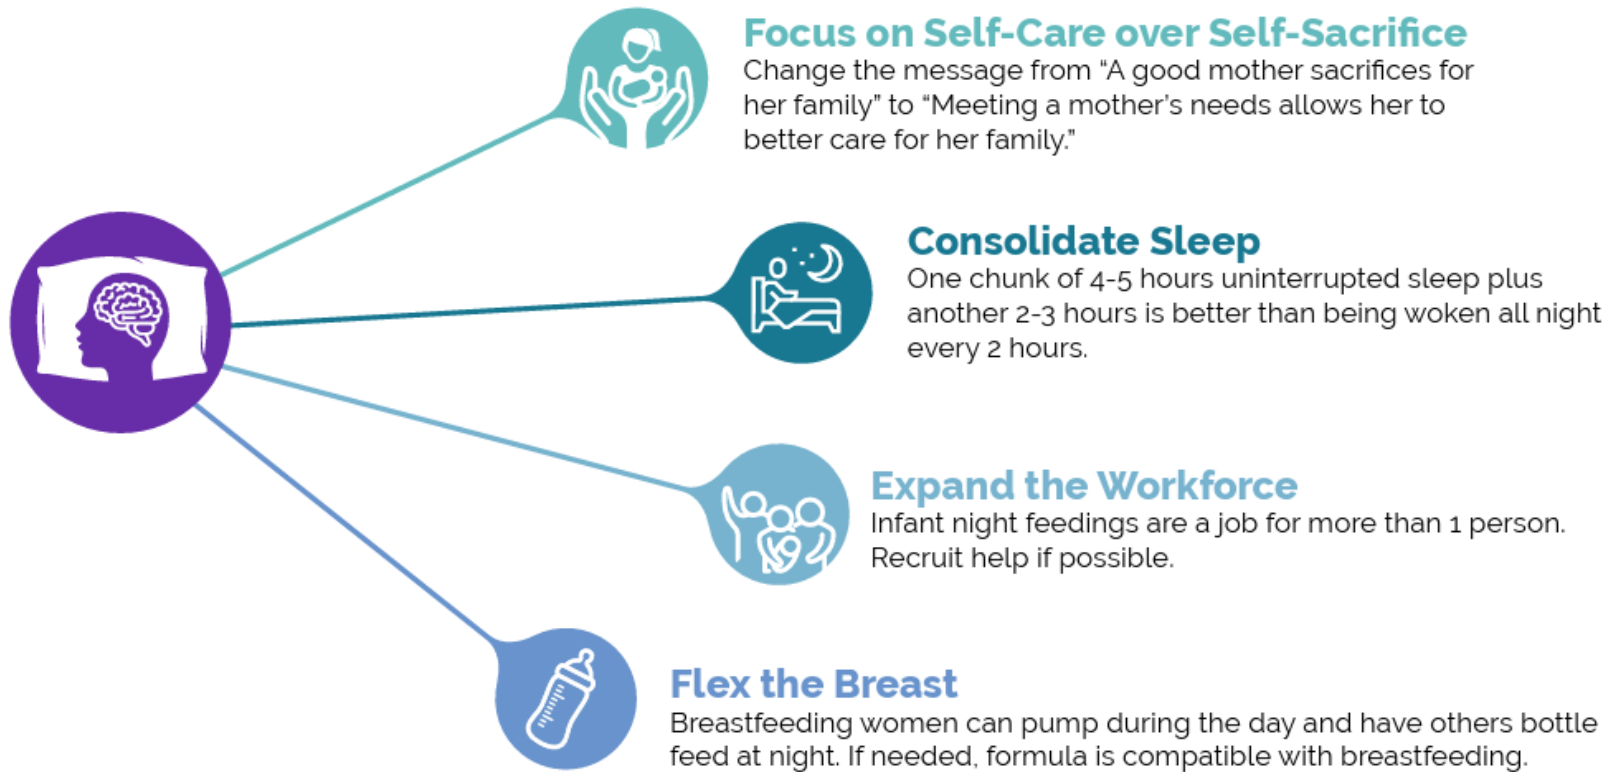 Focus on Self-Care over Self-Sacrifice
Change the message from “A good mother sacrifices for
her family” to “Meeting a mother’s needs allows her to
better care for her family.”
Consolidate Sleep
One chunk of 4-5 hours uninterrupted sleep plus
another 2-3 hours is better than being woken all night
every 2 hours.
Expand the Workforce
Infant night feedings are a job for more than 1 person.
Recruit help if possible.
Flex the Breast
Breastfeeding women can pump during the day and have others bottle
feed at night. If needed, formula is compatible with breastfeeding.